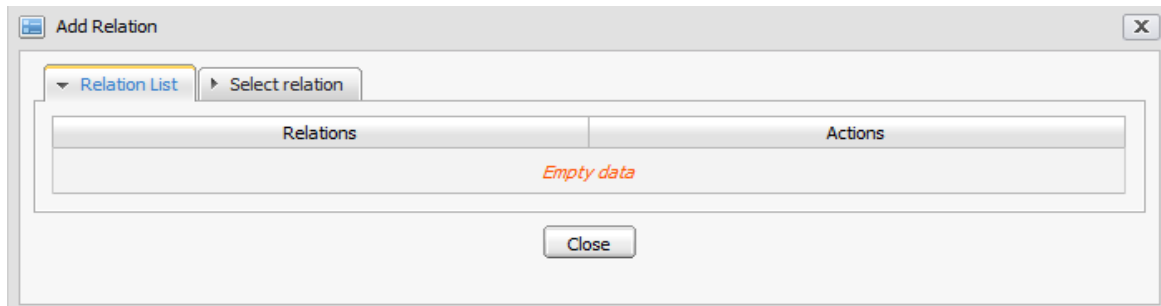 Add Relation
Relation List Select relation
Relations Actions
Empty data
Close